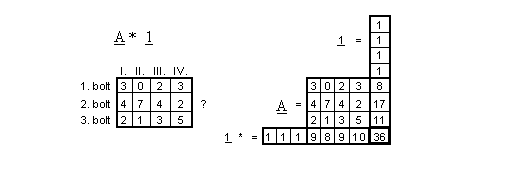 A * 1
I. II. III. IV.
1. bolt 3 0 2 3
2. bolt 4 7 4 2 ?
3. bolt 2 1 3 5
1 = 1
1
1
1
3 0 2 3 8
A = 4 7 4 2 17
2 1 3 5 11
1 * = 1 1 1 9 8 9 10 36